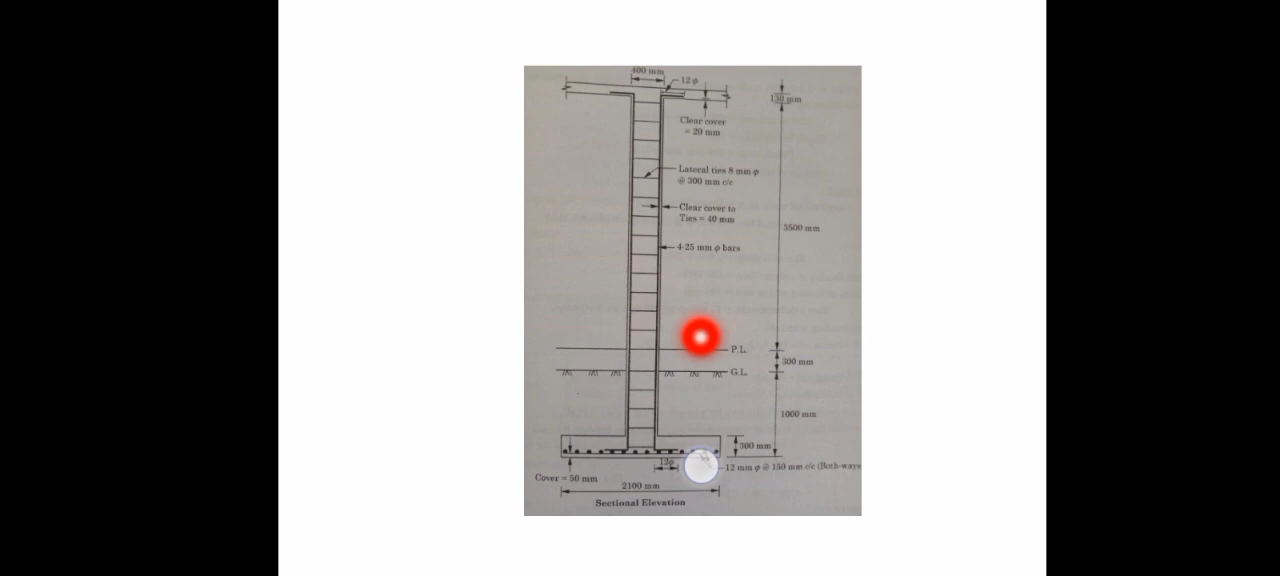 400 mm
12 φ
130 mm
Clear cover
= 20 mm
Lateral ties 8 mm φ
@ 300 mm c/c
Clear cover to
Ties = 40 mm
3500 mm
4-25 mm φ bars
P.L.
300 mm
G.L.
1000 mm
300 mm
12φ
12 mm φ @ 150 mm c/c (Both-ways
Cover = 50 mm
2100 mm
Sectional Elevation